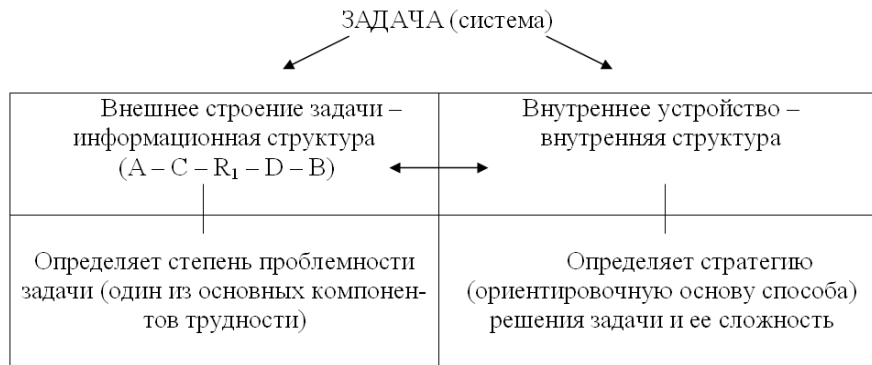 ЗАДАЧА (система)
Внешнее строение задачи –
информационная структура
(А – С – R₁ – D – В)
Внутреннее устройство –
внутренняя структура
Определяет степень проблемности
задачи (один из основных компонен-
тов трудности)
Определяет стратегию
(ориентировочную основу способа)
решения задачи и ее сложность